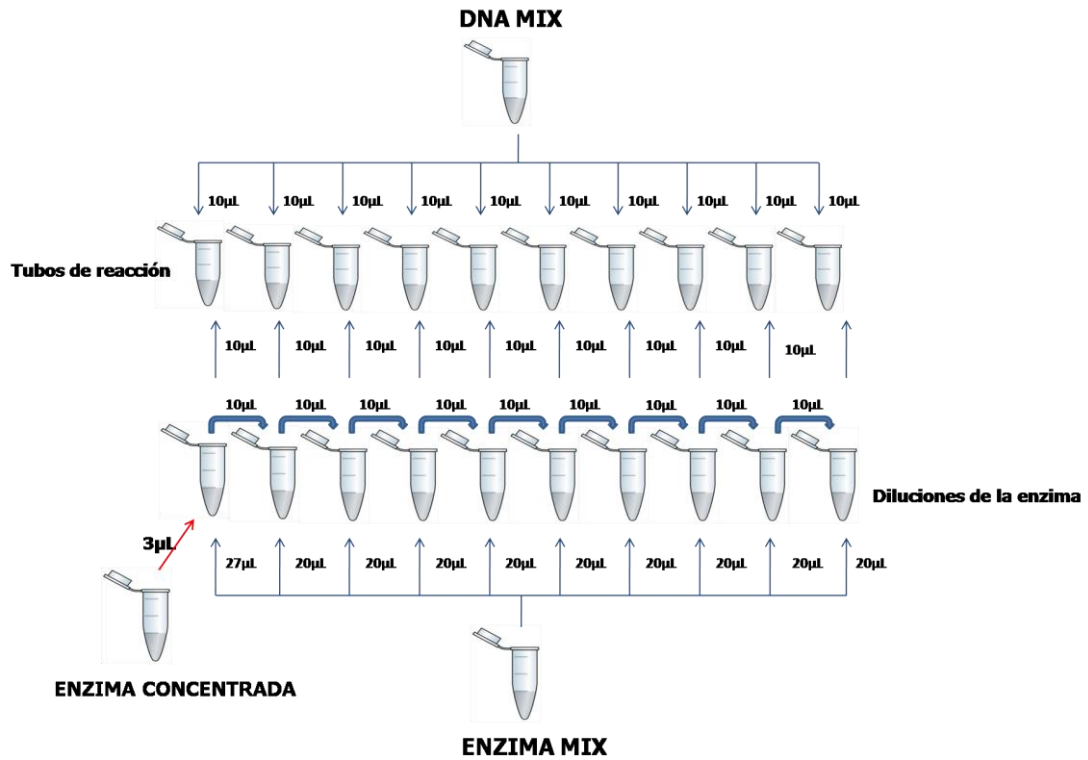 DNA MIX
10µL 10µL 10µL 10µL 10µL 10µL 10µL 10µL 10µL 10µL
Tubos de reacción
10µL 10µL 10µL 10µL 10µL 10µL 10µL 10µL 10µL
10µL 10µL 10µL 10µL 10µL 10µL 10µL 10µL 10µL
Diluciones de la enzima
3µL
27µL 20µL 20µL 20µL 20µL 20µL 20µL 20µL 20µL 20µL
ENZIMA CONCENTRADA
ENZIMA MIX